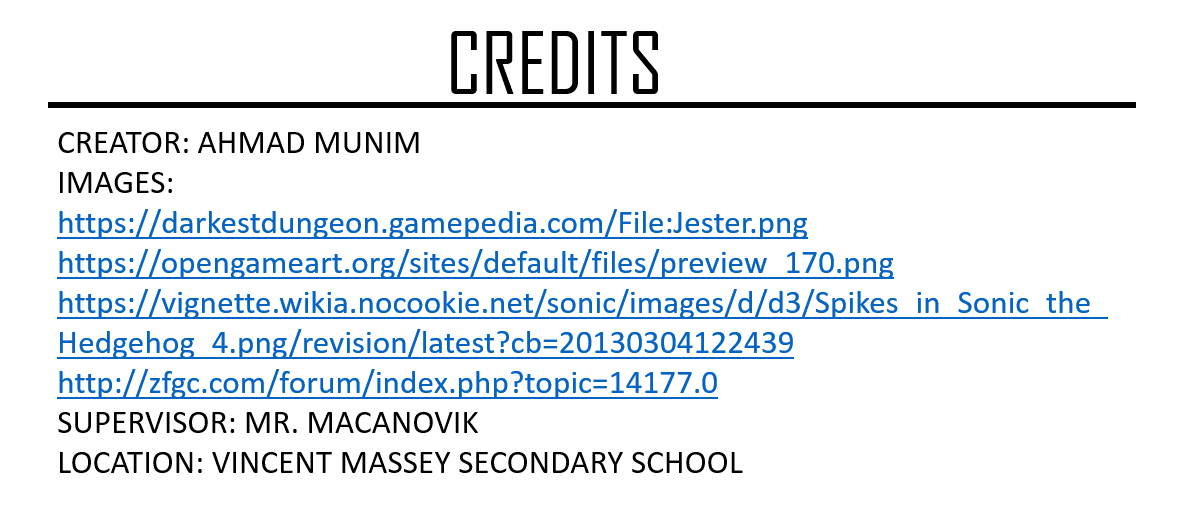 CREDITS
CREATOR: AHMAD MUNIM
IMAGES:
https://darkestdungeon.gamepedia.com/File:Jester.png
https://opengameart.org/sites/default/files/preview_170.png
https://vignette.wikia.nocookie.net/sonic/images/d/d3/Spikes_in_Sonic_the_
Hedgehog_4.png/revision/latest?cb=20130304122439
http://zfgc.com/forum/index.php?topic=14177.0
SUPERVISOR: MR. MACANOVIK
LOCATION: VINCENT MASSEY SECONDARY SCHOOL